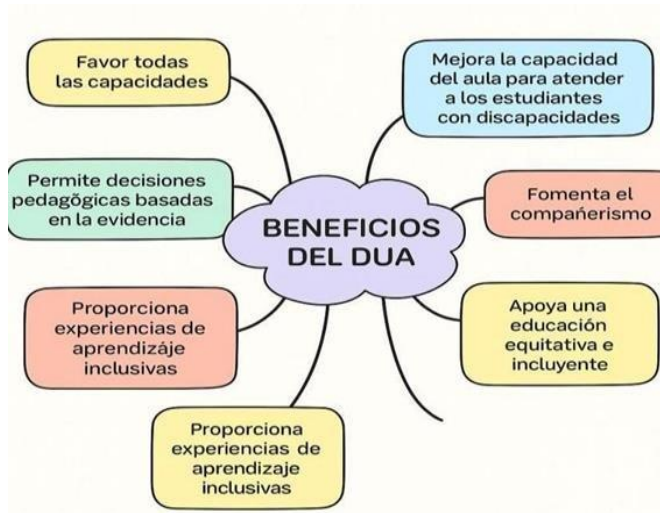 Favor todas
las capacidades
Mejora la capacidad
del aula para atender
a los estudiantes
con discapacidades
Permite decisiones
pedagõgicas basadas
en la evidencia
BENEFICIOS
DEL DUA
Fomenta el
compañerismo
Proporciona
experiencias de
aprendizáje
inclusivas
Apoya una
educación
equitativa e
incluyente
Proporciona
experiencias de
aprendizaje
inclusivas